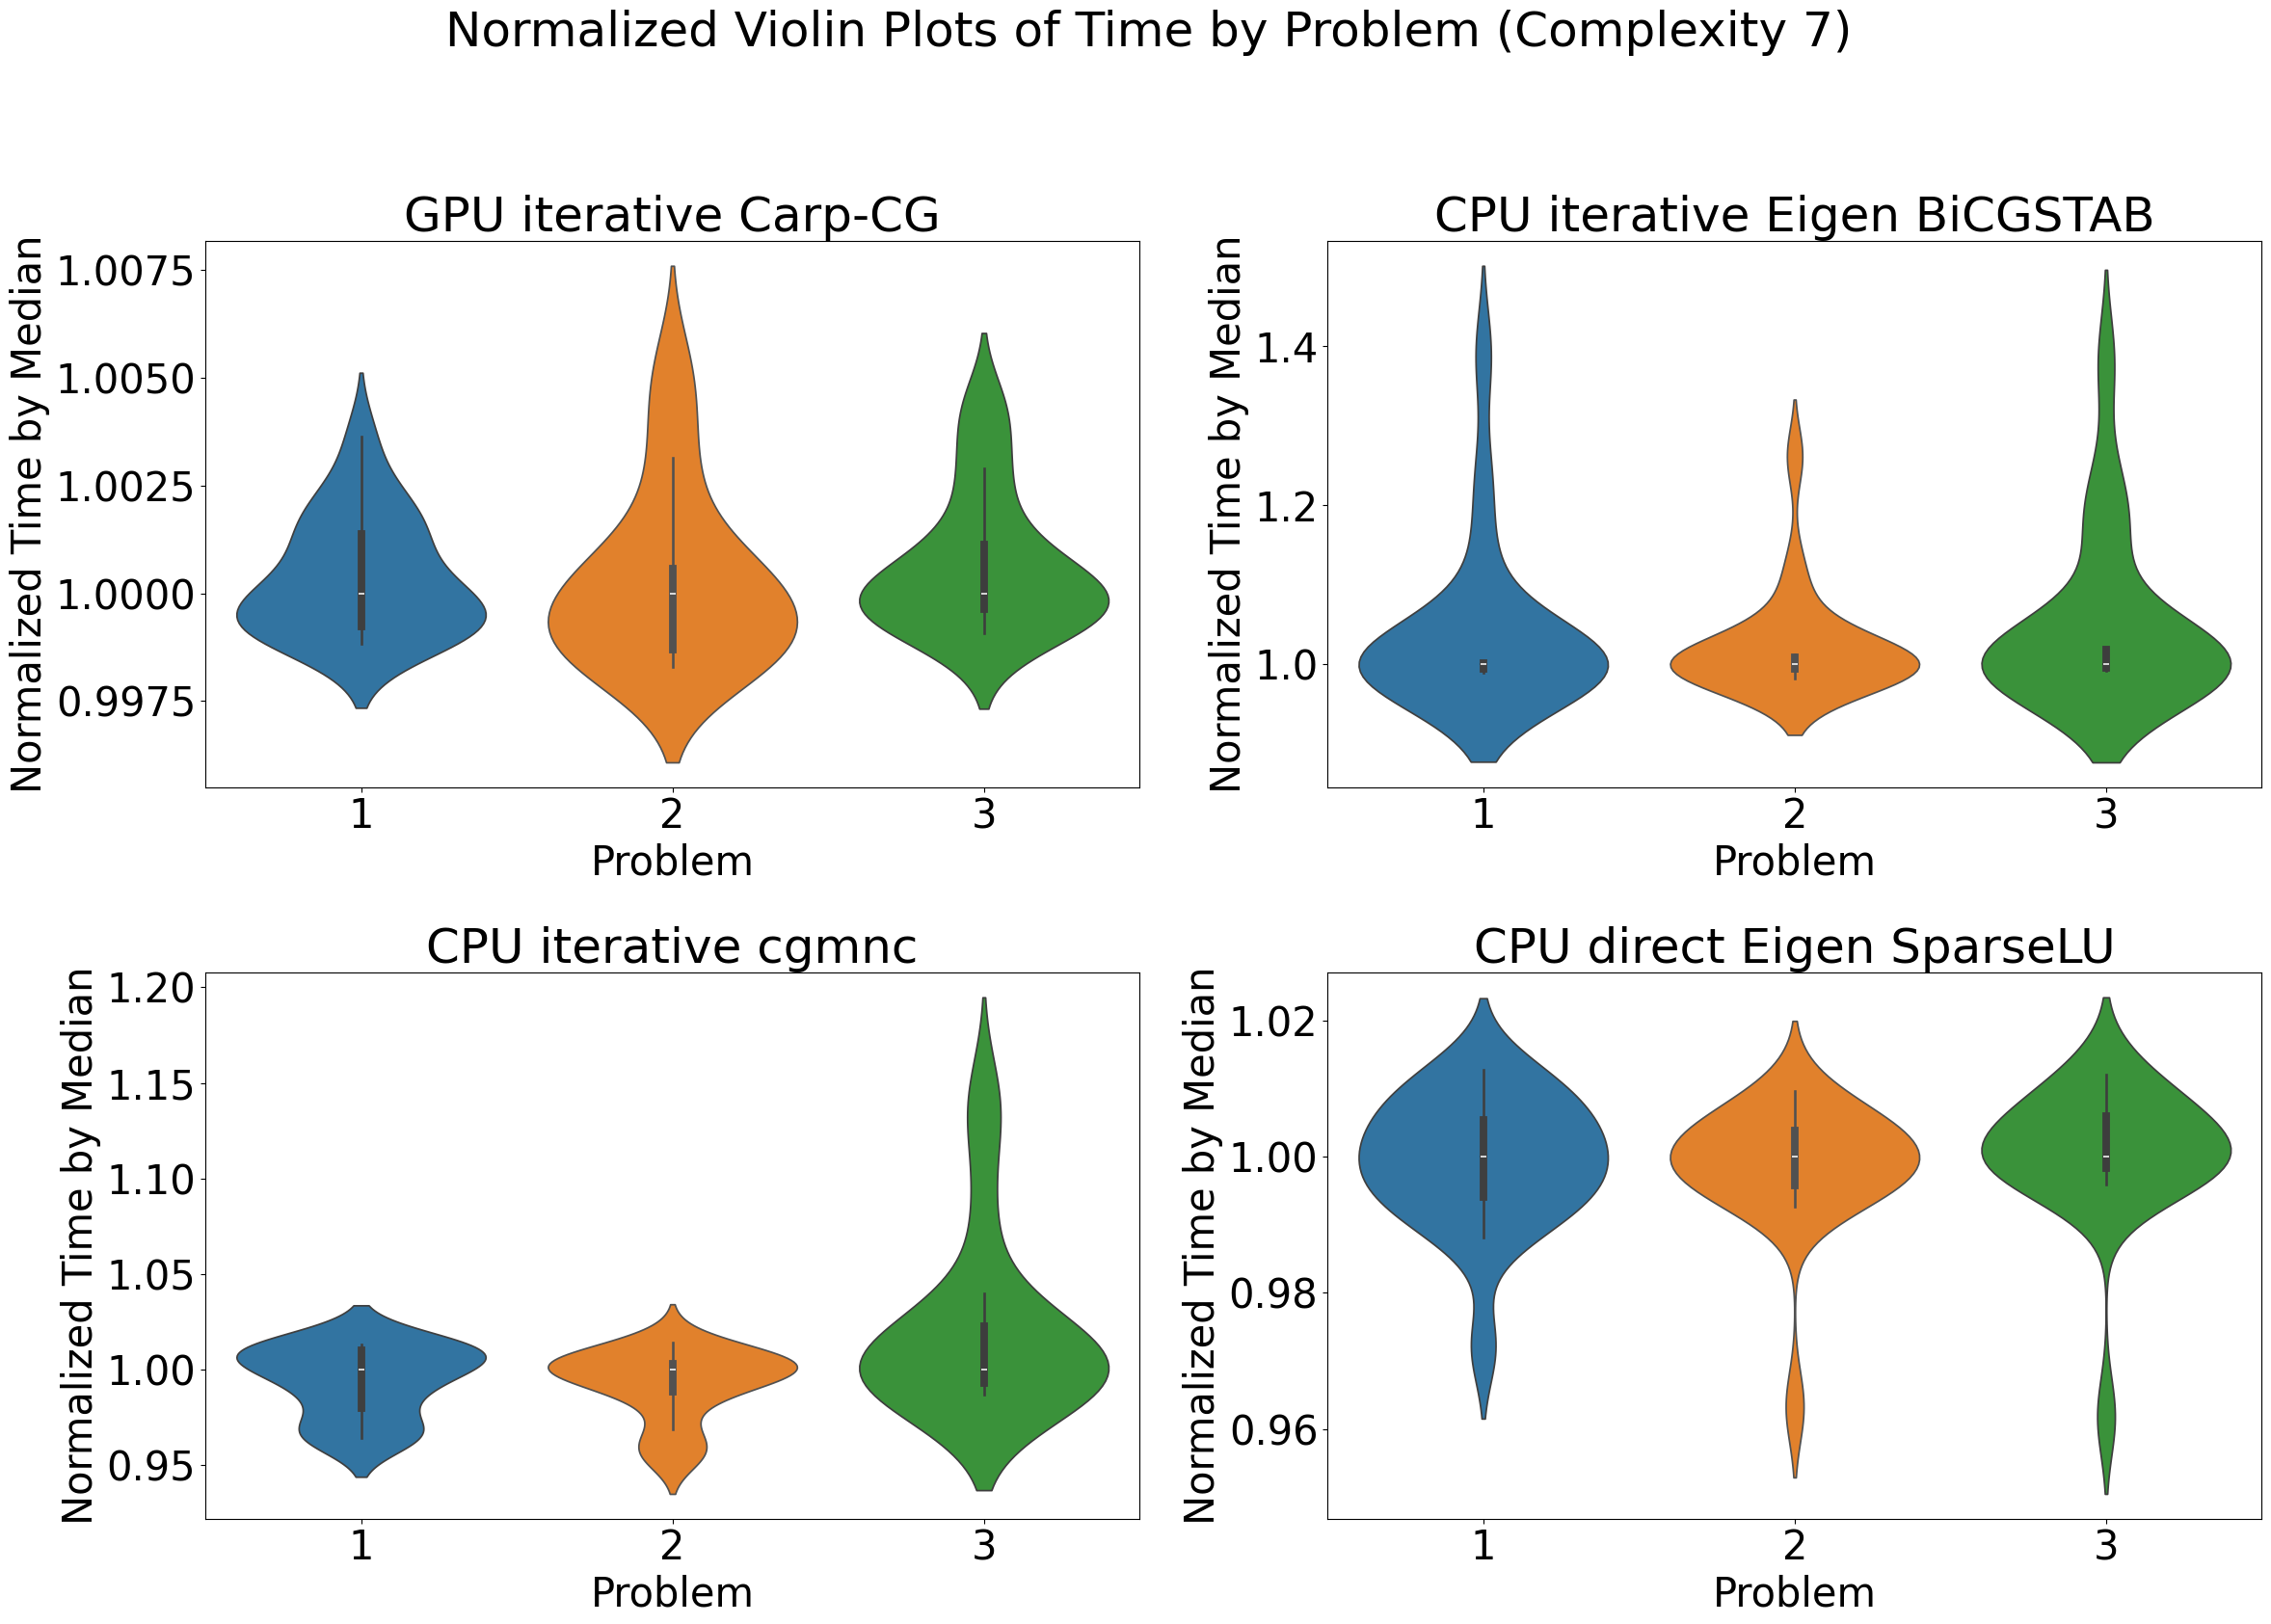 Normalized Violin Plots of Time by Problem (Complexity 7)
GPU iterative Carp-CG
Normalized Time by Median
1.0075
1.0050
1.0025
1.0000
0.9975
1 2 3
Problem
CPU iterative Eigen BiCGSTAB
Normalized Time by Median
1.4
1.2
1.0
1 2 3
Problem
CPU iterative cgmnc
Normalized Time by Median
1.20
1.15
1.10
1.05
1.00
0.95
1 2 3
Problem
CPU direct Eigen SparseLU
Normalized Time by Median
1.02
1.00
0.98
0.96
1 2 3
Problem